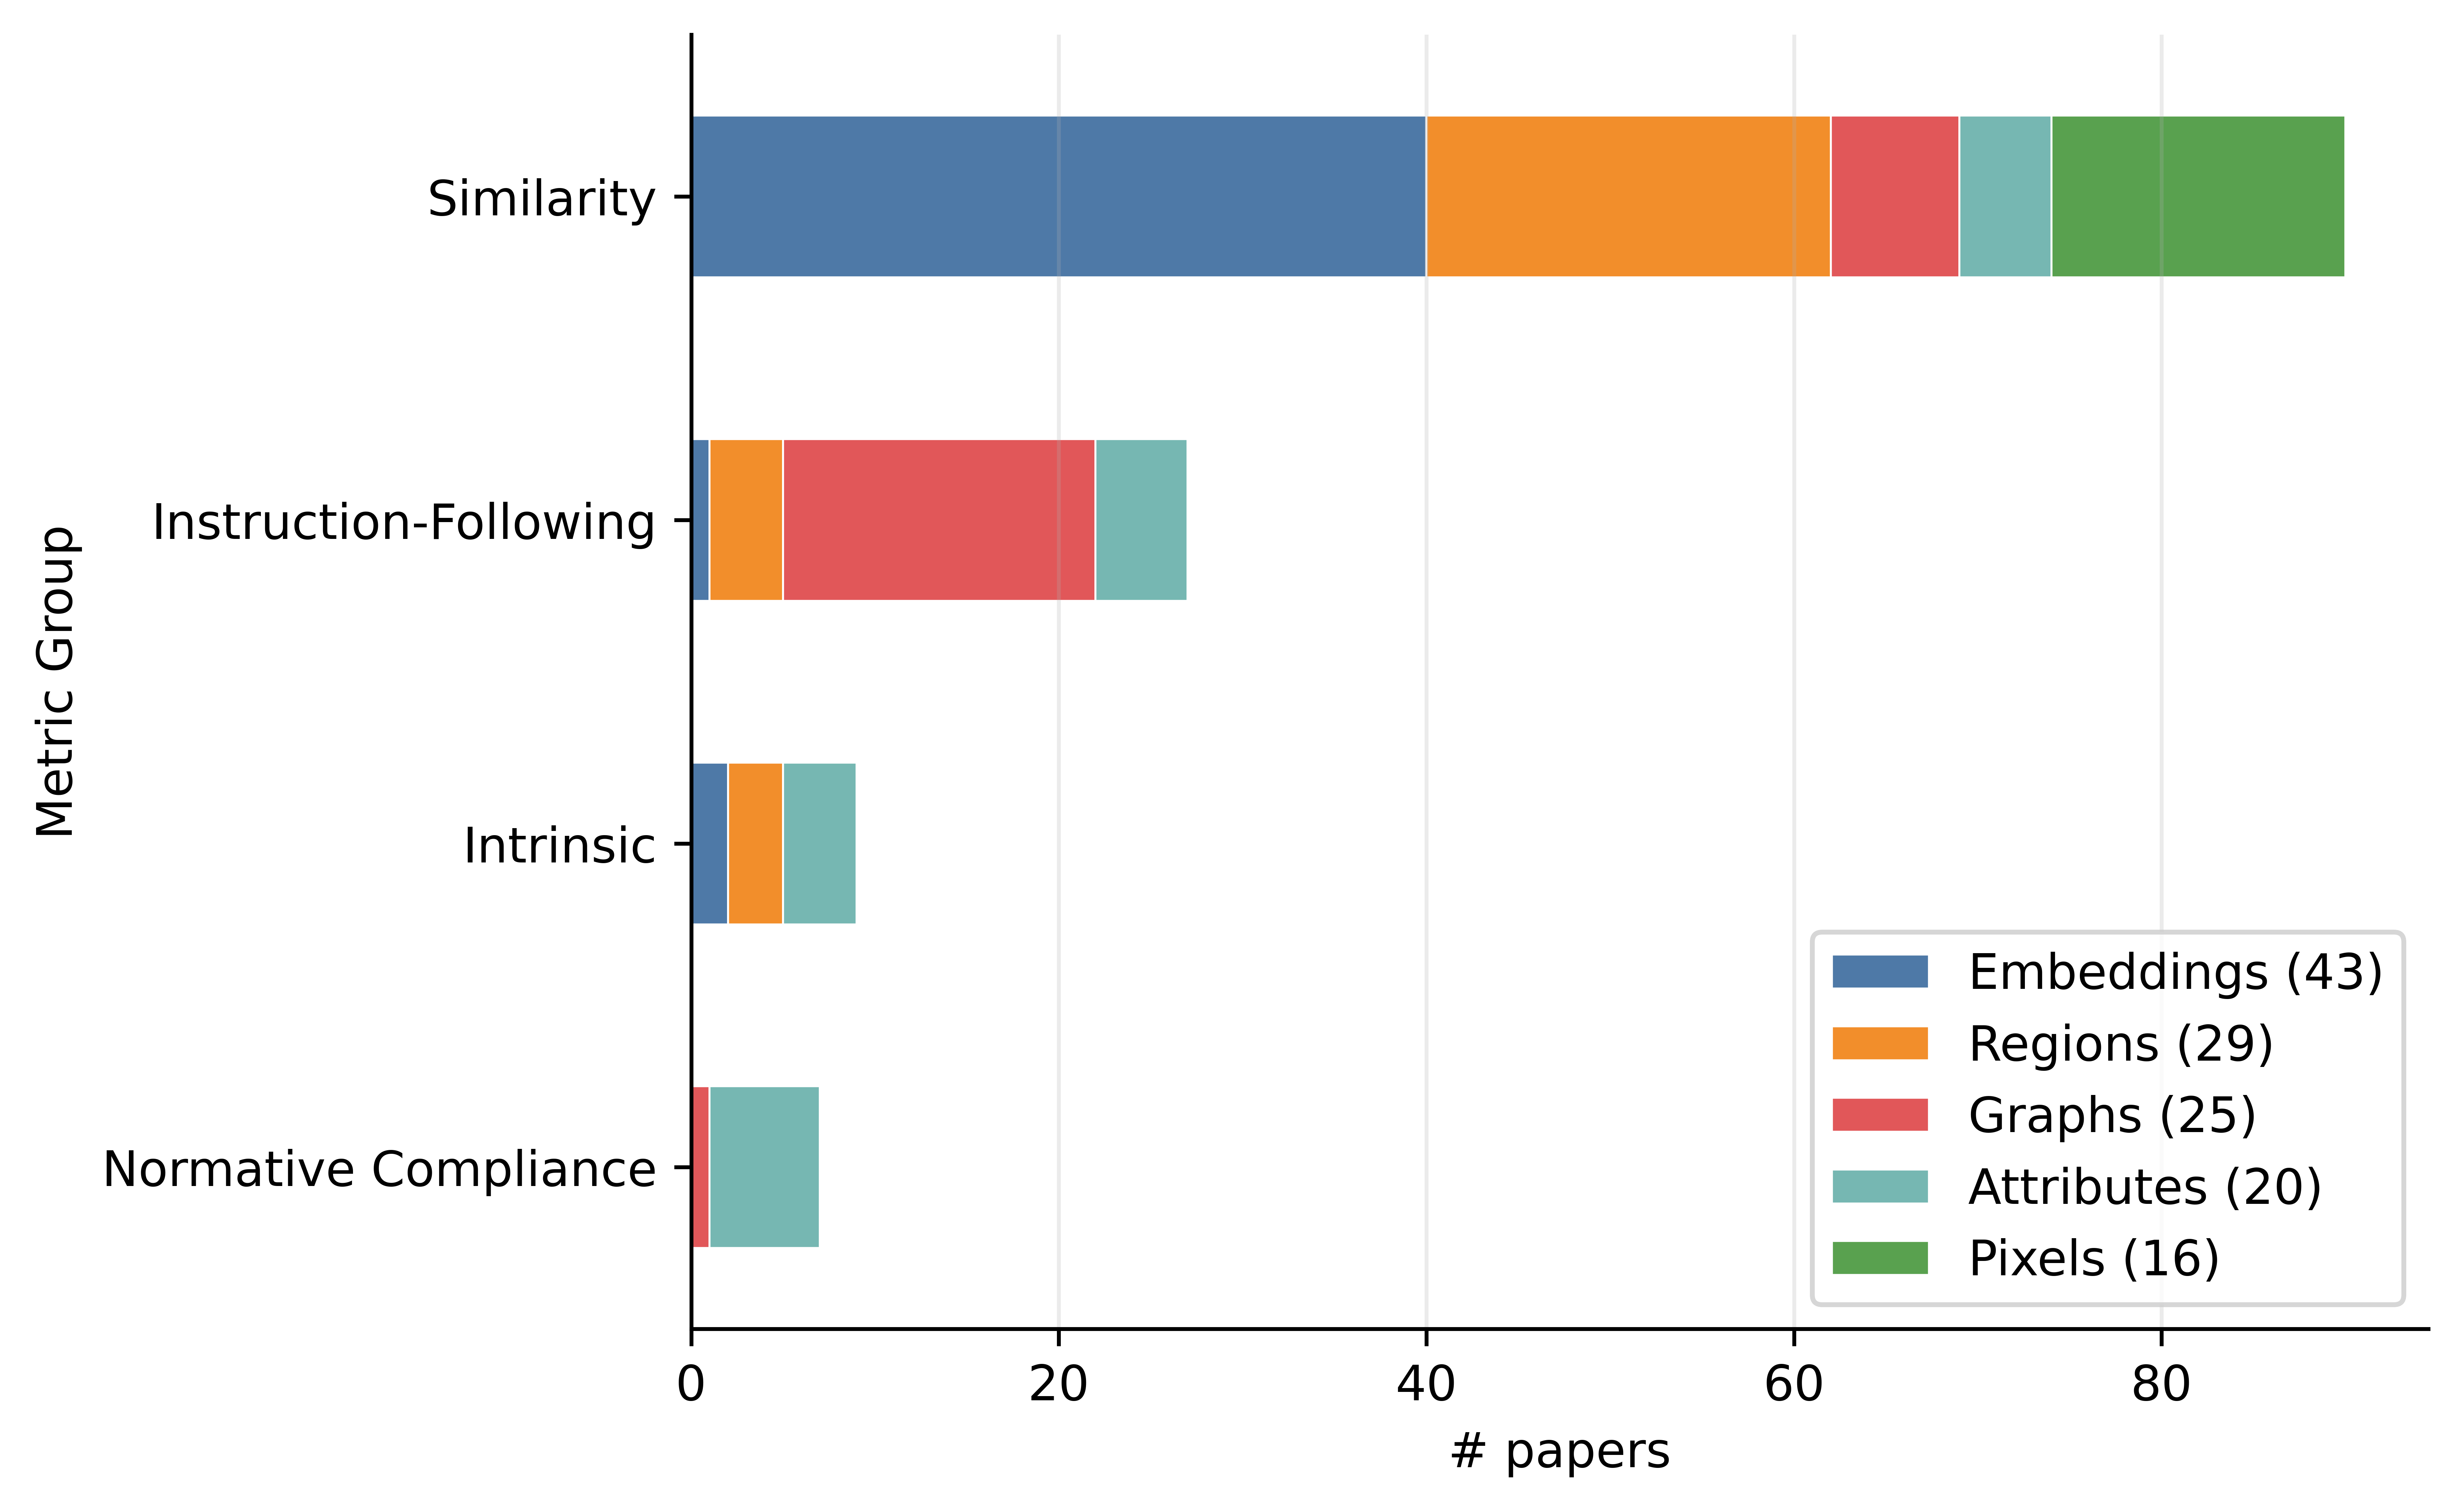 Similarity
Instruction-Following
Intrinsic
Normative Compliance
Metric Group
Embeddings (43)
Regions (29)
Graphs (25)
Attributes (20)
Pixels (16)
0 20 40 60 80
# papers